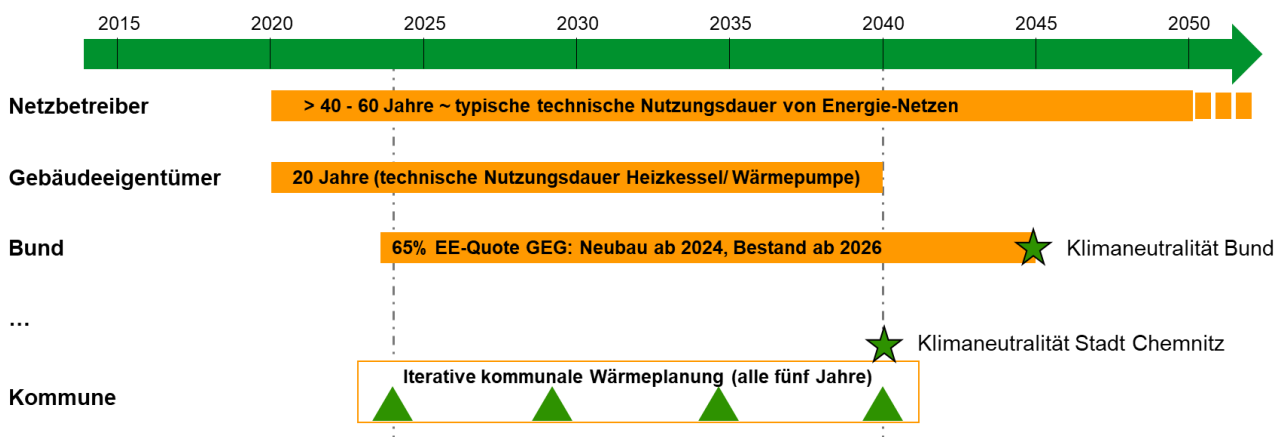 2015 2020 2025 2030 2035 2040 2045 2050
Netzbetreiber
> 40 - 60 Jahre ~ typische technische Nutzungsdauer von Energie-Netzen
Gebäudeeigentümer
20 Jahre (technische Nutzungsdauer Heizkessel/ Wärmepumpe)
Bund
65% EE-Quote GEG: Neubau ab 2024, Bestand ab 2026
Klimaneutralität Bund
...
Klimaneutralität Stadt Chemnitz
Kommune
Iterative kommunale Wärmeplanung (alle fünf Jahre)